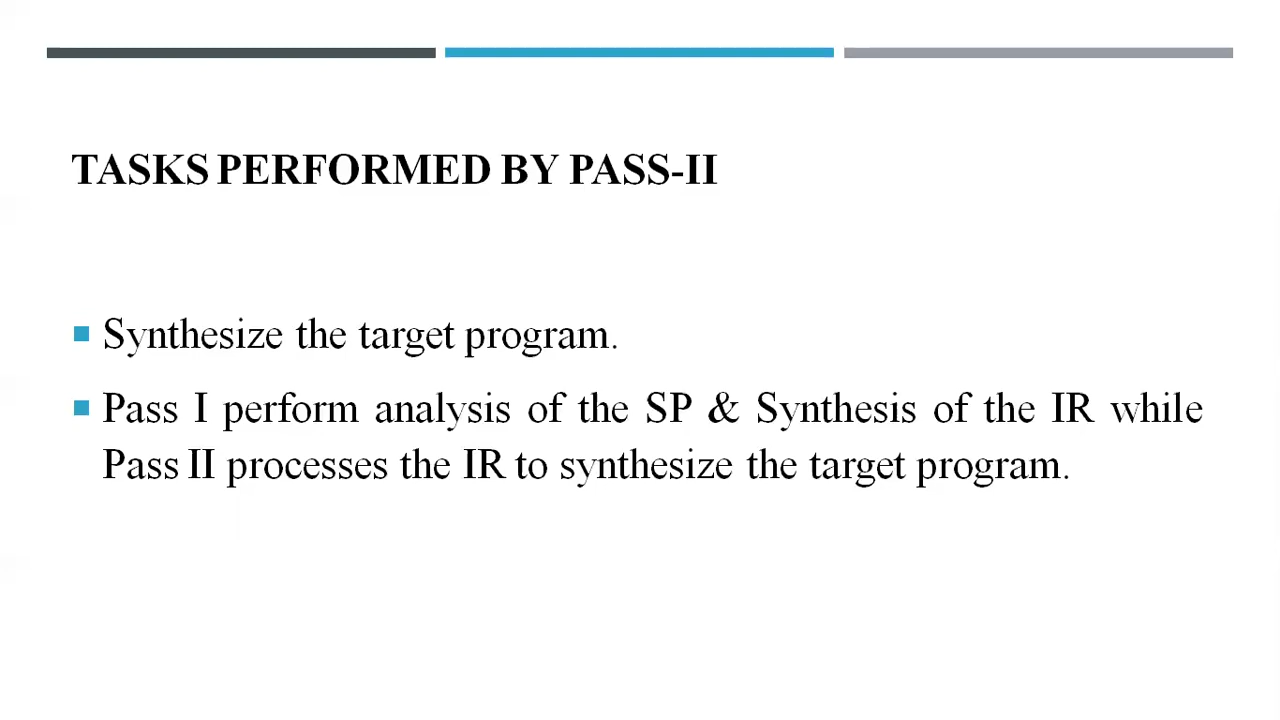 TASKS PERFORMED BY PASS-II
Synthesize the target program.
Pass I perform analysis of the SP & Synthesis of the IR while
Pass II processes the IR to synthesize the target program.